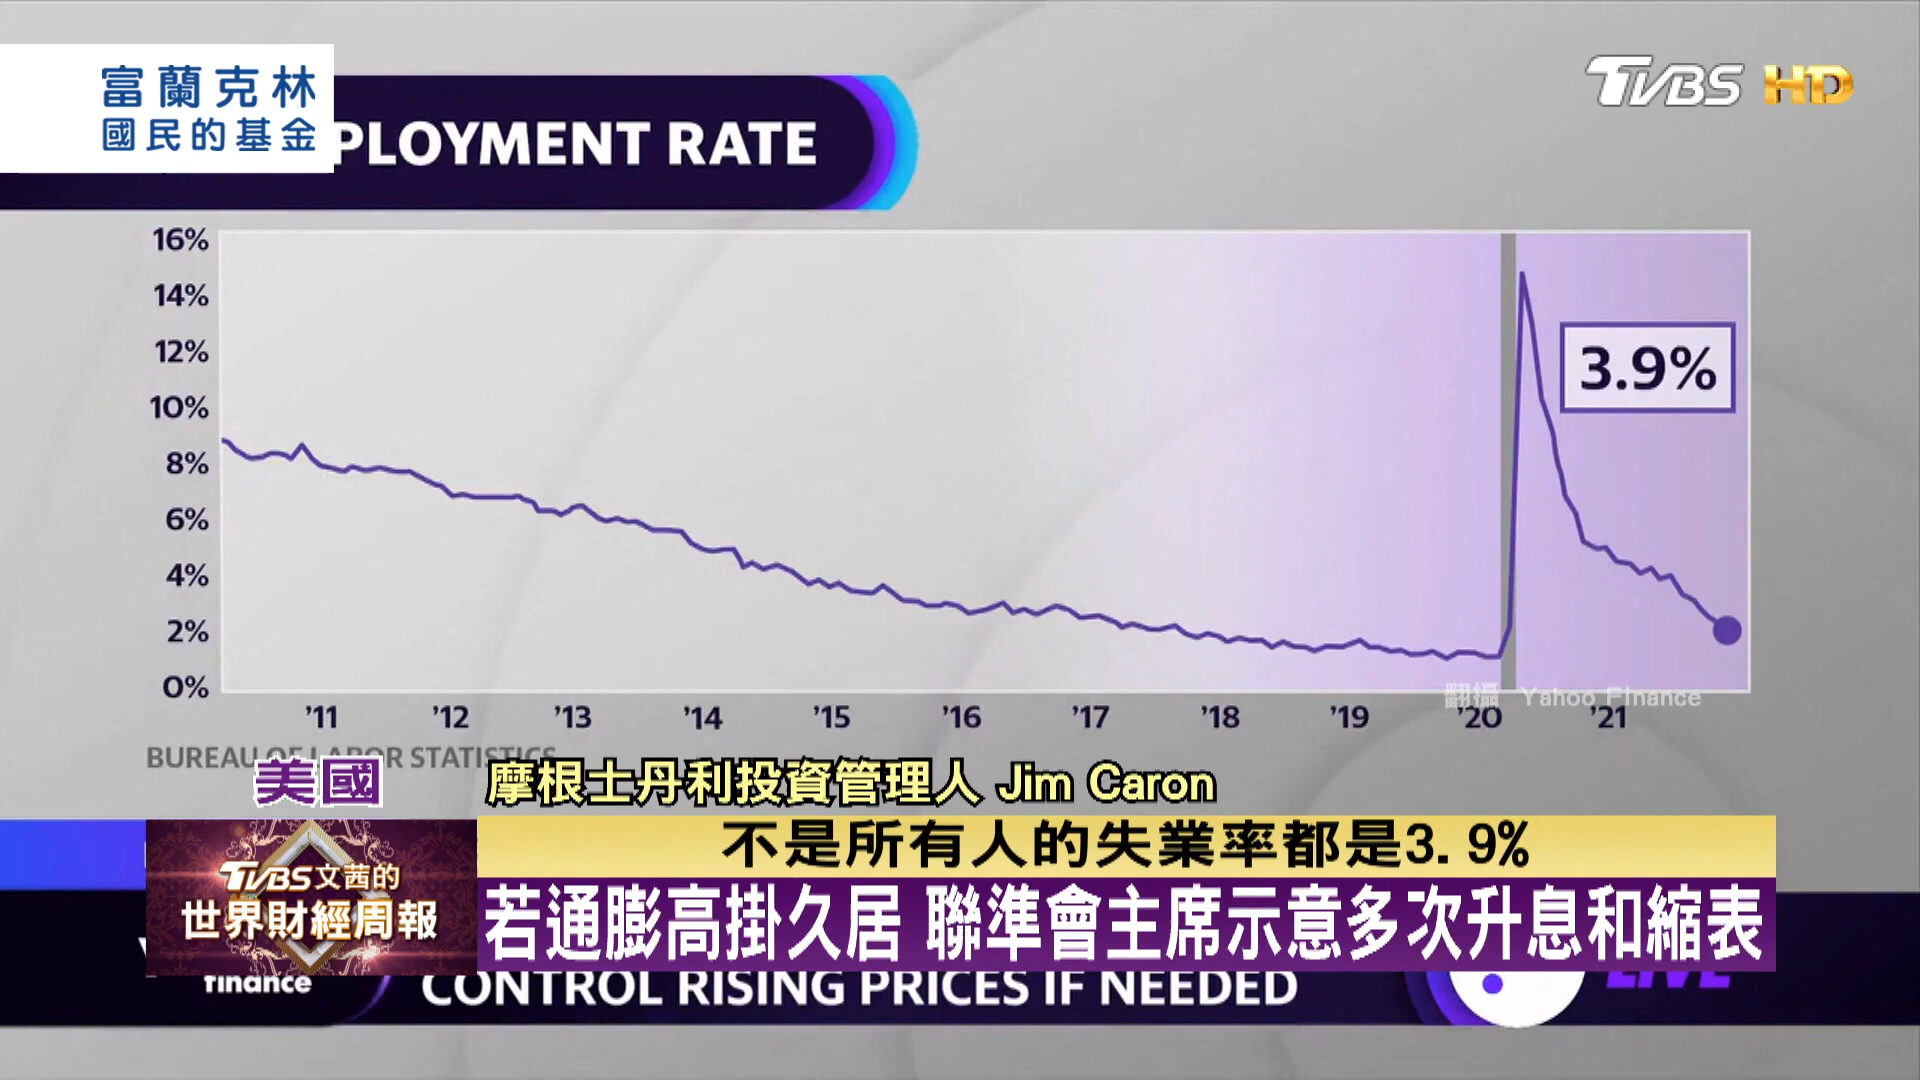 富蘭克林
國民的基金
PLOYMENT RATE
TVBS HD
16%
14%
12%
10%
8%
6%
4%
2%
0%
3.9%
'11 '12 '13 '14 '15 '16 '17 '18 '19 '20 '21
翻攝 Yahoo Finance
BUREAU OF LABOR STATISTICS
美國
摩根士丹利投資管理人 Jim Caron
不是所有人的失業率都是3.9%
TVBS文茜的
世界財經周報
若通膨高掛久居 聯準會主席示意多次升息和縮表
finance
CONTROL RISING PRICES IF NEEDED
LIVE